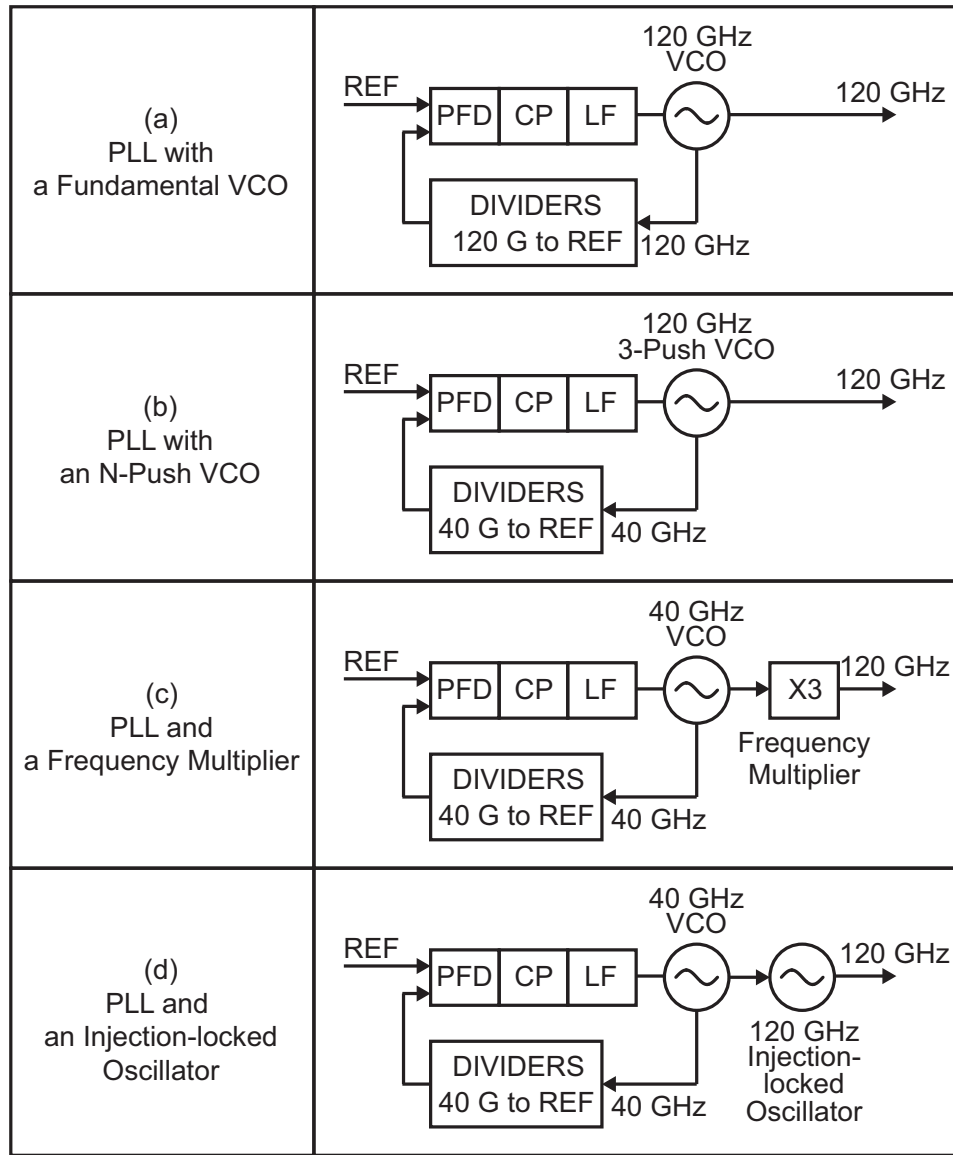 (a)
PLL with
a Fundamental VCO
120 GHz
VCO
REF
PFD CP LF
120 GHz
DIVIDERS
120 G to REF
120 GHz
(b)
PLL with
an N-Push VCO
120 GHz
3-Push VCO
REF
PFD CP LF
120 GHz
DIVIDERS
40 G to REF
40 GHz
(c)
PLL and
a Frequency Multiplier
40 GHz
VCO
REF
PFD CP LF
X3
120 GHz
Frequency
Multiplier
DIVIDERS
40 G to REF
40 GHz
(d)
PLL and
an Injection-locked
Oscillator
40 GHz
VCO
REF
PFD CP LF
120 GHz
120 GHz
Injection-
locked
Oscillator
DIVIDERS
40 G to REF
40 GHz